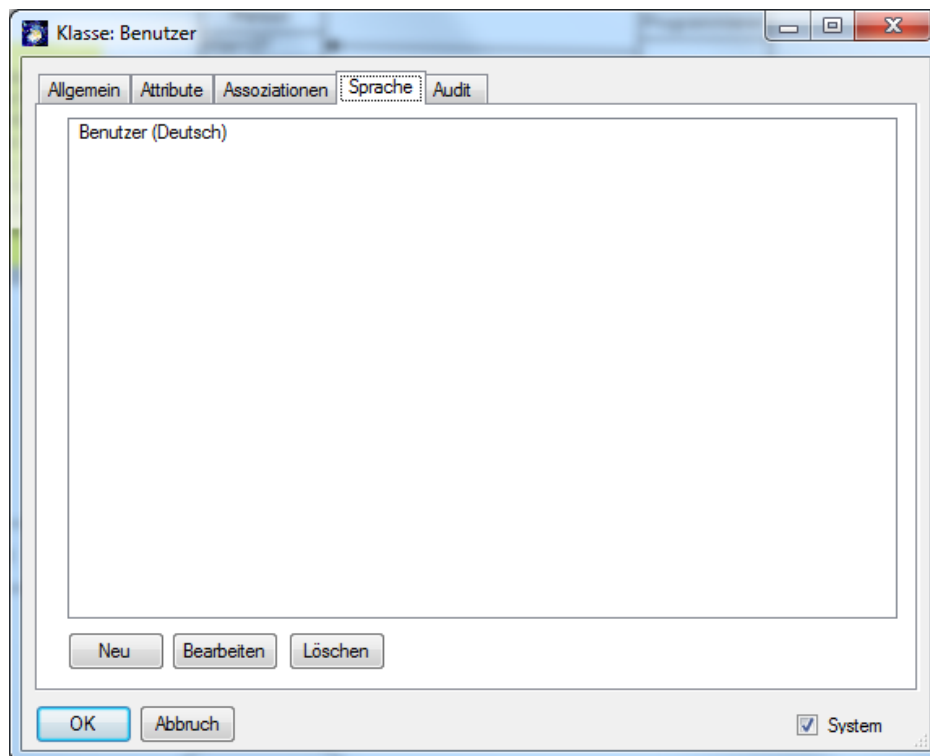 Klasse: Benutzer
Allgemein Attribute Assoziationen Sprache Audit
Benutzer (Deutsch)
Neu Bearbeiten Löschen
OK Abbruch System